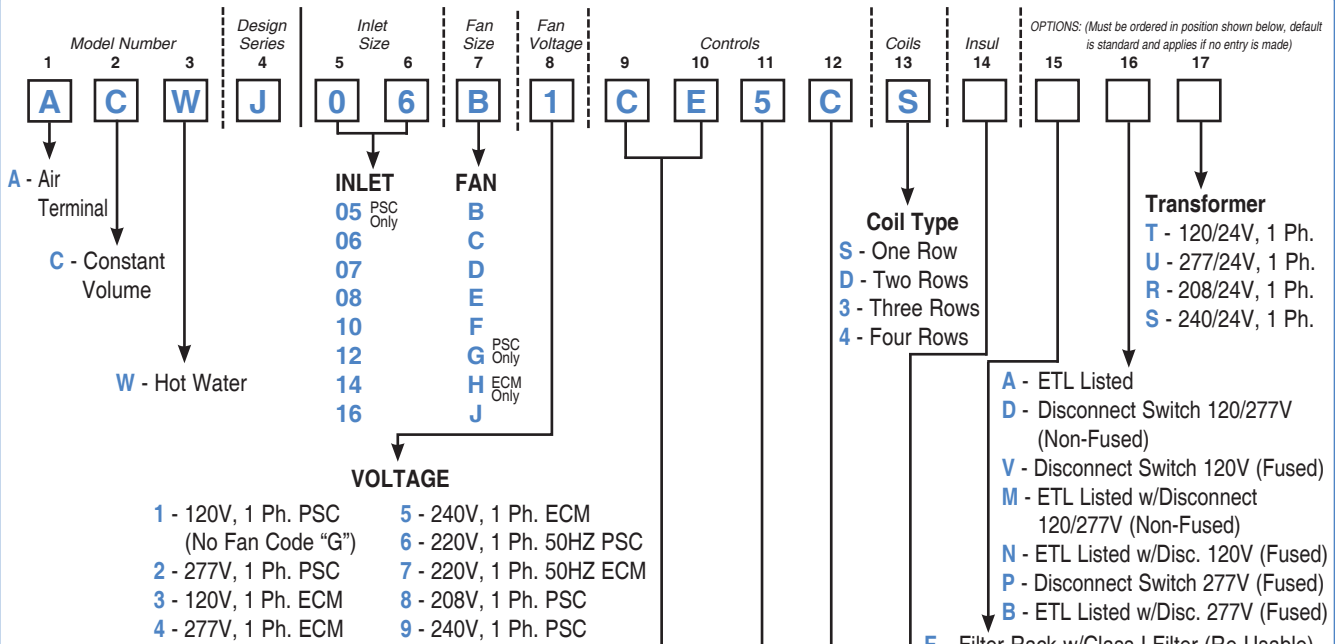 Model Number
Design Series
Inlet Size
Fan Size
Fan Voltage
Controls
Coils
Insul
OPTIONS: (Must be ordered in position shown below, default
is standard and applies if no entry is made)
1 2 3 4 5 6 7 8 9 10 11 12 13 14 15 16 17
A C W J 0 6 B 1 C E 5 C S
A - Air
Terminal
C - Constant
Volume
W - Hot Water
INLET
05 PSC Only
06
07
08
10
12
14
16
FAN
B
C
D
E
F
G PSC Only
H ECM Only
J
VOLTAGE
1 - 120V, 1 Ph. PSC
(No Fan Code “G”)
2 - 277V, 1 Ph. PSC
3 - 120V, 1 Ph. ECM
4 - 277V, 1 Ph. ECM
5 - 240V, 1 Ph. ECM
6 - 220V, 1 Ph. 50HZ PSC
7 - 220V, 1 Ph. 50HZ ECM
8 - 208V, 1 Ph. PSC
9 - 240V, 1 Ph. PSC
Coil Type
S - One Row
D - Two Rows
3 - Three Rows
4 - Four Rows
Transformer
T - 120/24V, 1 Ph.
U - 277/24V, 1 Ph.
R - 208/24V, 1 Ph.
S - 240/24V, 1 Ph.
A - ETL Listed
D - Disconnect Switch 120/277V
(Non-Fused)
V - Disconnect Switch 120V (Fused)
M - ETL Listed w/Disconnect
120/277V (Non-Fused)
N - ETL Listed w/Disc. 120V (Fused)
P - Disconnect Switch 277V (Fused)
B - ETL Listed w/Disc. 277V (Fused)
F - Filter Rack w/Class I Filter (Re-Usable)